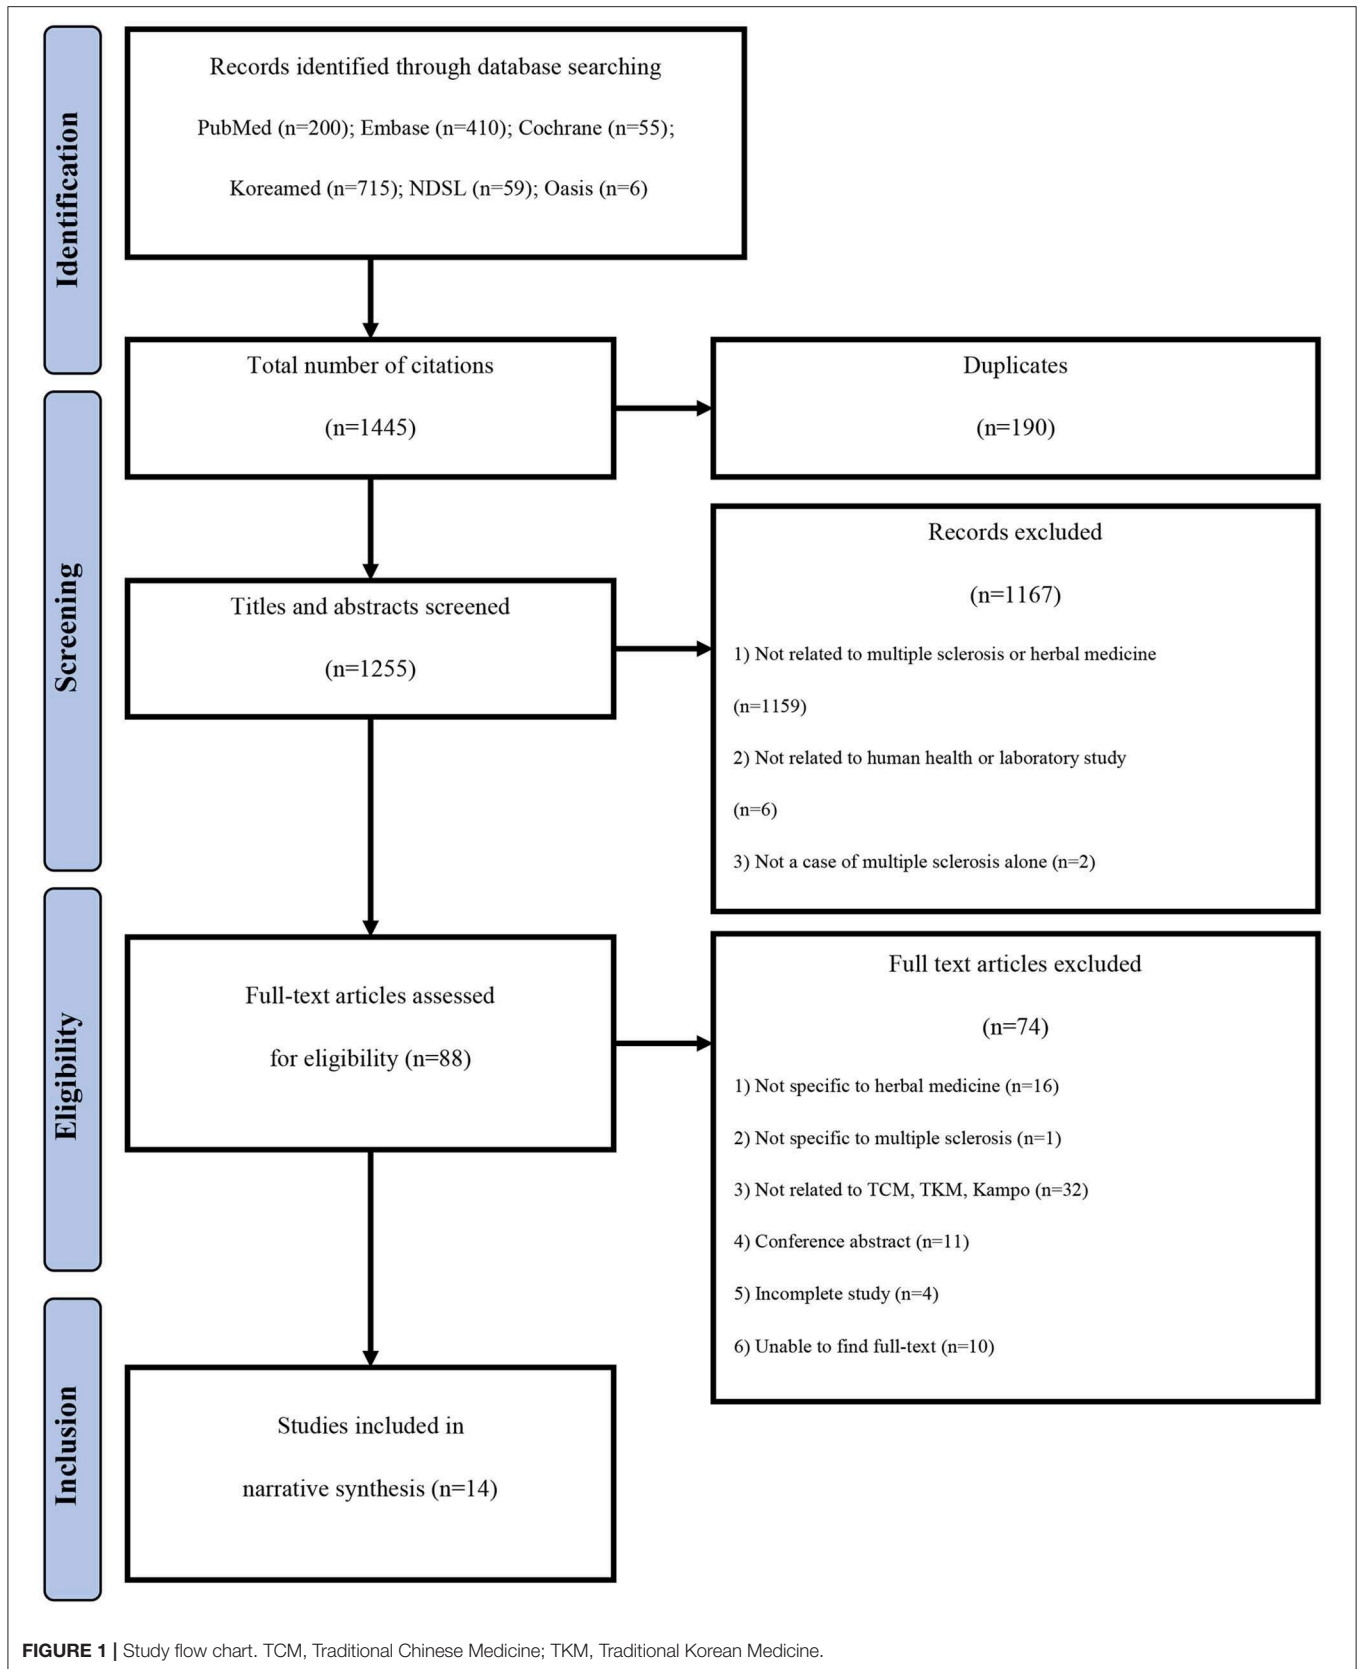 Identification
Records identified through database searching
PubMed (n=200); Embase (n=410); Cochrane (n=55);
Koreamed (n=715); NDSL (n=59); Oasis (n=6)
Total number of citations
(n=1445)
Duplicates
(n=190)
Screening
Titles and abstracts screened
(n=1255)
Records excluded
(n=1167)
1) Not related to multiple sclerosis or herbal medicine
(n=1159)
2) Not related to human health or laboratory study
(n=6)
3) Not a case of multiple sclerosis alone (n=2)
Eligibility
Full-text articles assessed
for eligibility (n=88)
Full text articles excluded
(n=74)
1) Not specific to herbal medicine (n=16)
2) Not specific to multiple sclerosis (n=1)
3) Not related to TCM, TKM, Kampo (n=32)
4) Conference abstract (n=11)
5) Incomplete study (n=4)
6) Unable to find full-text (n=10)
Inclusion
Studies included in
narrative synthesis (n=14)
FIGURE 1 | Study flow chart. TCM, Traditional Chinese Medicine; TKM, Traditional Korean Medicine.